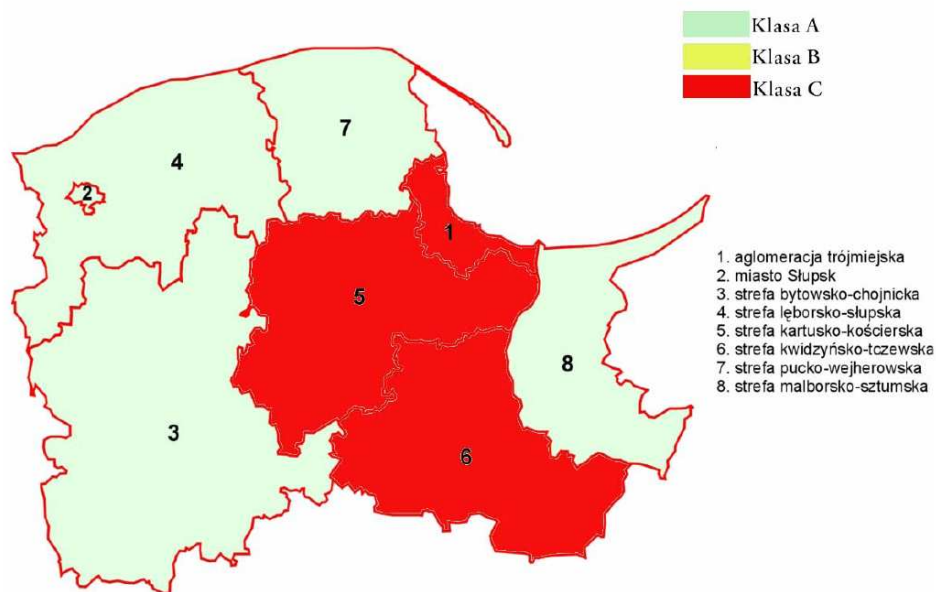 Klasa A
Klasa B
Klasa C
7
4
2
1
5
8
3
6
1. aglomeracja trójmiejska
2. miasto Słupsk
3. strefa bytowsko-chojnicka
4. strefa lęborsko-słupska
5. strefa kartusko-kościerska
6. strefa kwidzyńsko-tczewska
7. strefa pucko-wejherowska
8. strefa malborsko-sztumska